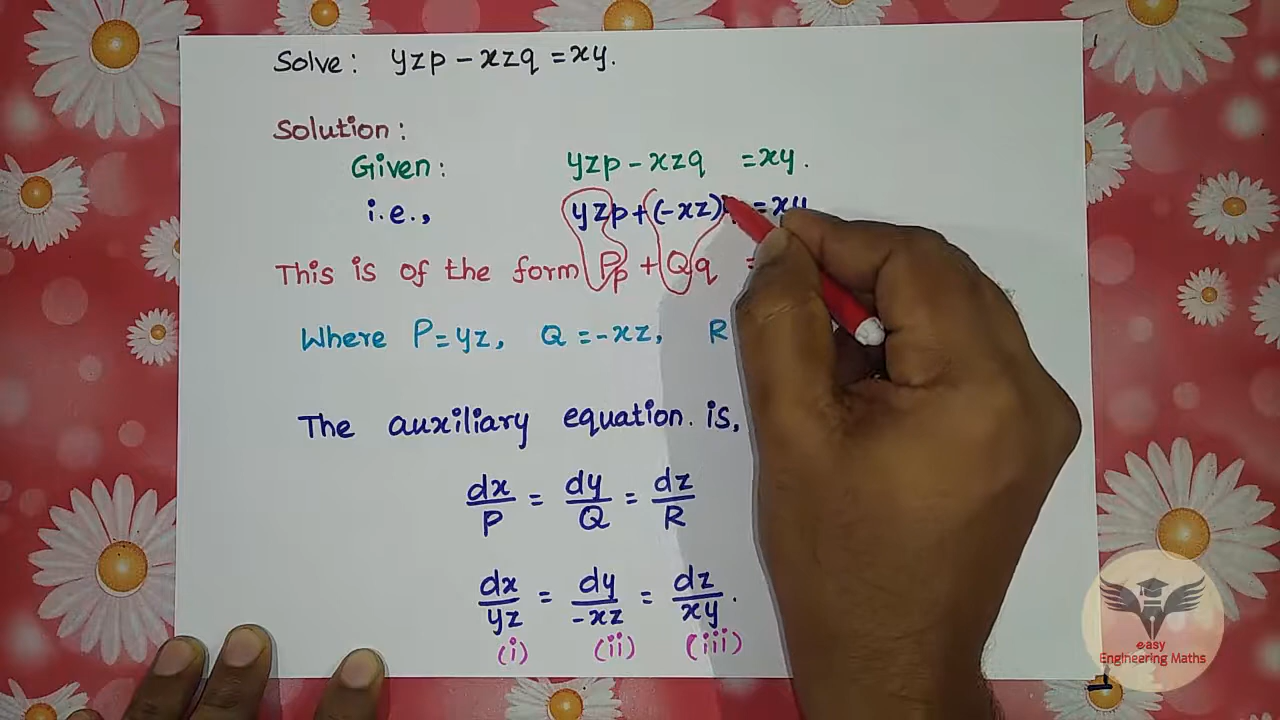 Solve: yzp - xzq = xy.
Solution:
Given: yzp - xzq = xy.
i.e., yzp + (-xz) = xy
This is of the form Pp + Qq =
Where P = yz, Q = -xz, R
The auxiliary equation is,
dx/P = dy/Q = dz/R
dx/yz = dy/-xz = dz/xy.
(i) (ii) (iii)
easy
Engineering Maths